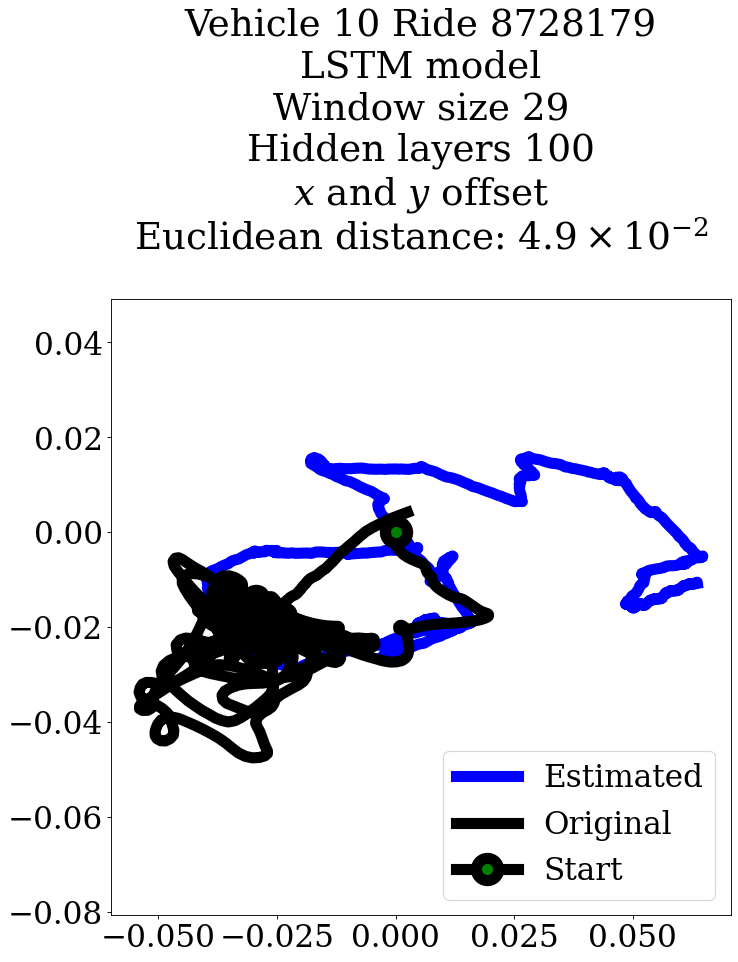 Vehicle 10 Ride 8728179
LSTM model
Window size 29
Hidden layers 100
x and y offset
Euclidean distance: 4.9 × 10⁻²
0.04
0.02
0.00
−0.02
−0.04
−0.06
−0.08
Estimated
Original
Start
−0.050 −0.025 0.000 0.025 0.050